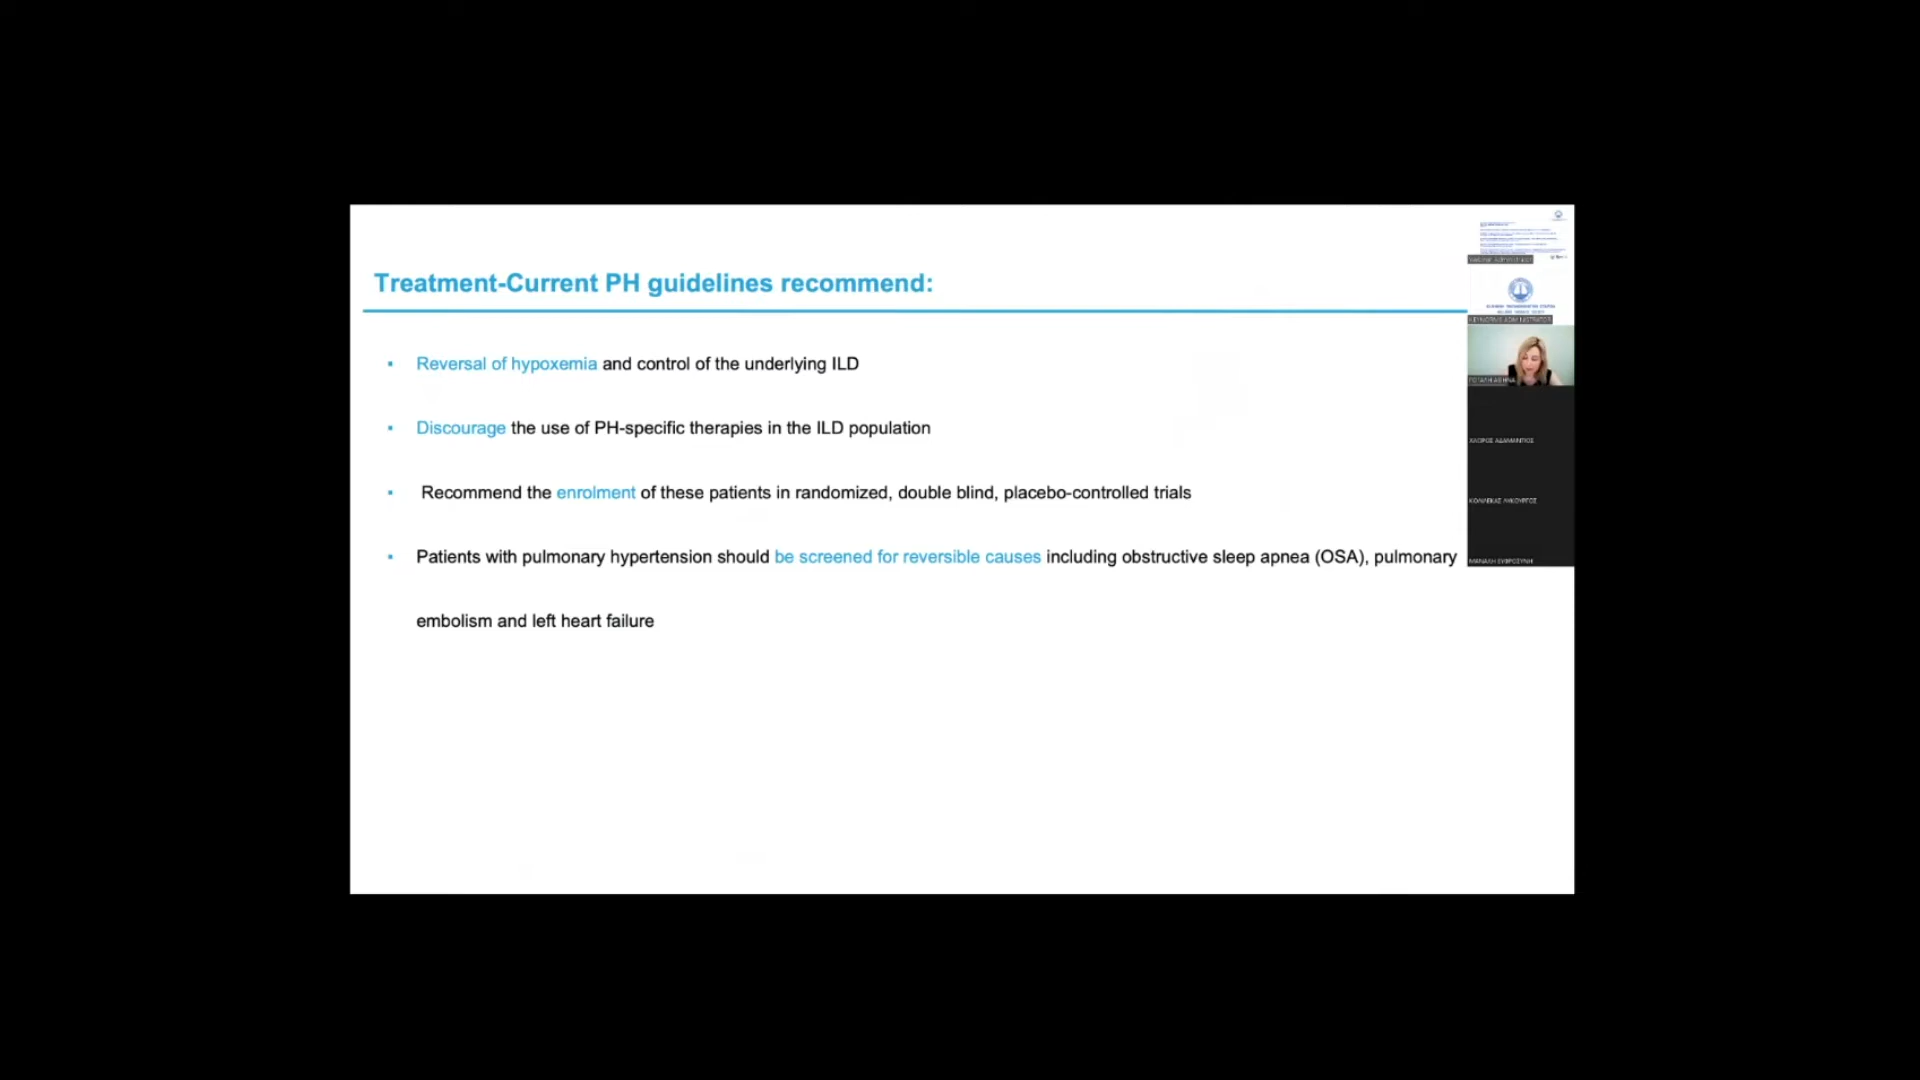 Treatment-Current PH guidelines recommend:
Reversal of hypoxemia and control of the underlying ILD
Discourage the use of PH-specific therapies in the ILD population
Recommend the enrolment of these patients in randomized, double blind, placebo-controlled trials
Patients with pulmonary hypertension should be screened for reversible causes including obstructive sleep apnea (OSA), pulmonary
embolism and left heart failure
ΧΛΩΡΟΣ ΑΔΑΜΑΝΤΙΟΣ